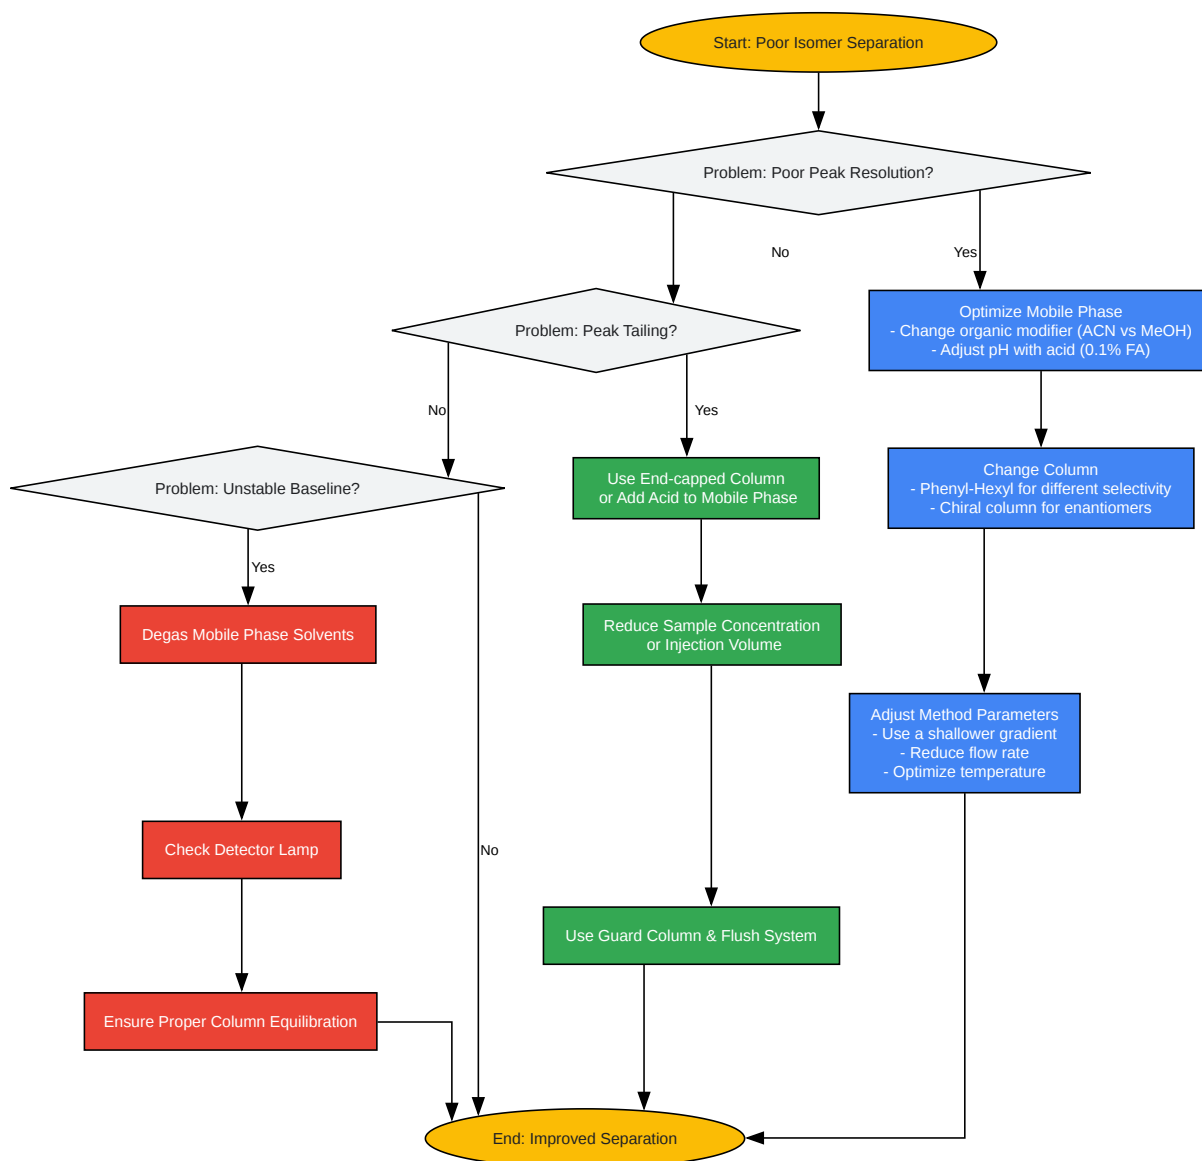 Start: Poor Isomer Separation
Problem: Poor Peak Resolution?
No
Yes
Optimize Mobile Phase
- Change organic modifier (ACN vs MeOH)
- Adjust pH with acid (0.1% FA)
Problem: Peak Tailing?
No
Yes
Change Column
- Phenyl-Hexyl for different selectivity
- Chiral column for enantiomers
Use End-capped Column
or Add Acid to Mobile Phase
Problem: Unstable Baseline?
Yes
Degas Mobile Phase Solvents
Reduce Sample Concentration
or Injection Volume
Adjust Method Parameters
- Use a shallower gradient
- Reduce flow rate
- Optimize temperature
Check Detector Lamp
No
Use Guard Column & Flush System
Ensure Proper Column Equilibration
End: Improved Separation